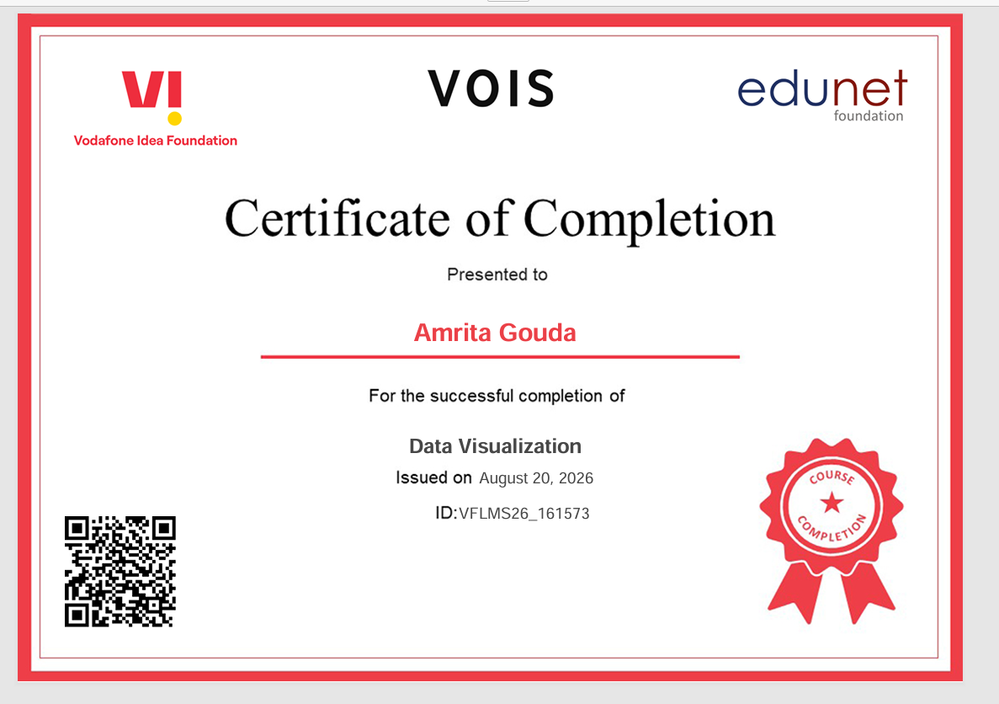 VI
Vodafone Idea Foundation
VOIS
edunet
foundation
Certificate of Completion
Presented to
Amrita Gouda
For the successful completion of
Data Visualization
Issued on August 20, 2026
ID:VFLMS26_161573
COURSE
COMPLETION